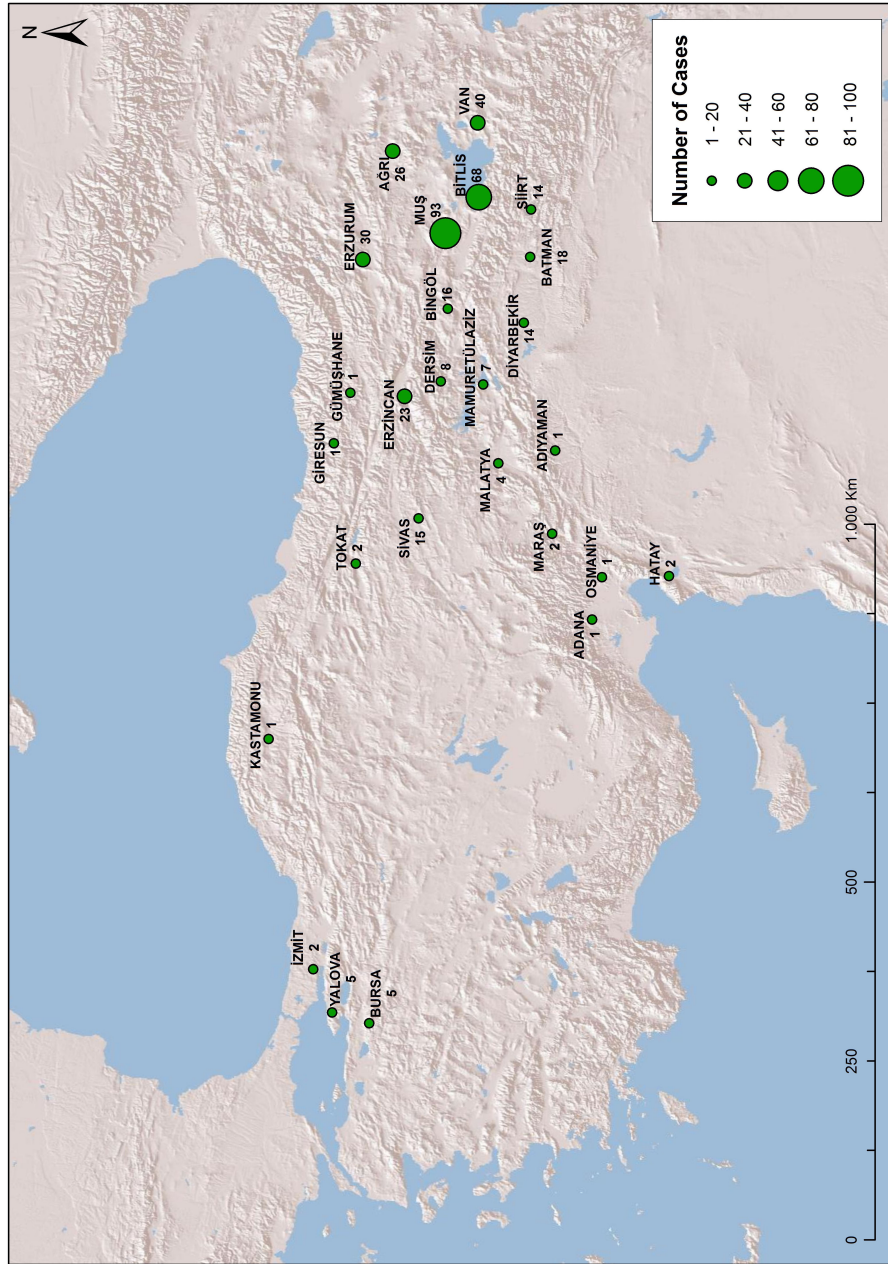 N
KASTAMONU
1
İZMİT
2
YALOVA
5
BURSA
5
TOKAT
2
GİRESUN
1
GÜMÜŞHANE
1
ERZURUM
30
AĞRI
26
SİVAS
15
ERZİNCAN
23
DERSİM
8
BİNGÖL
16
MUŞ
93
BİTLİS
68
VAN
40
MALATYA
4
MAMURETÜLAZİZ
7
DİYARBEKİR
14
BATMAN
18
SİİRT
14
ADIYAMAN
1
MARAŞ
2
ADANA
1
OSMANİYE
1
HATAY
2
0
250
500
1,000 Km
Number of Cases
1 - 20
21 - 40
41 - 60
61 - 80
81 - 100